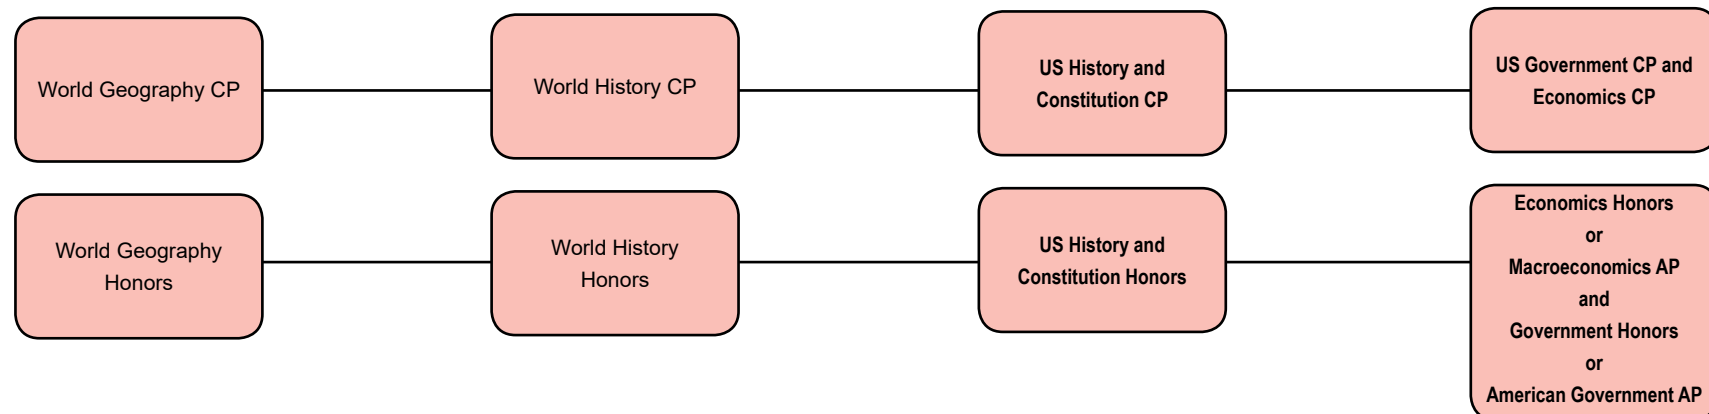 World Geography CP
World History CP
US History and
Constitution CP
US Government CP and
Economics CP
World Geography
Honors
World History
Honors
US History and
Constitution Honors
Economics Honors
or
Macroeconomics AP
and
Government Honors
or
American Government AP